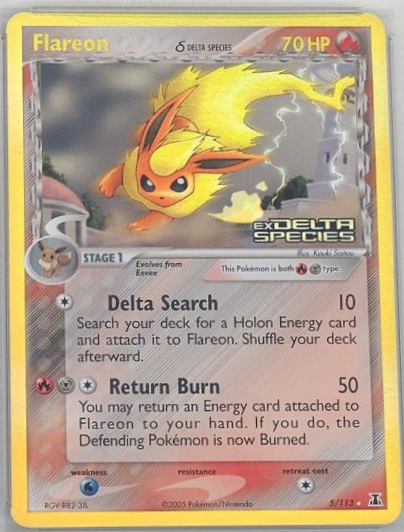 Flareon δ DELTA SPECIES 70 HP
EX DELTA
SPECIES
Illus. Kouki Saitou
STAGE 1 Evolves from
Eevee
This Pokémon is both type.
Delta Search 10
Search your deck for a Holon Energy card
and attach it to Flareon. Shuffle your deck
afterward.
Return Burn 50
You may return an Energy card attached to
Flareon to your hand. If you do, the
Defending Pokémon is now Burned.
weakness resistance retreat cost
©2005 Pokémon/Nintendo
5/113